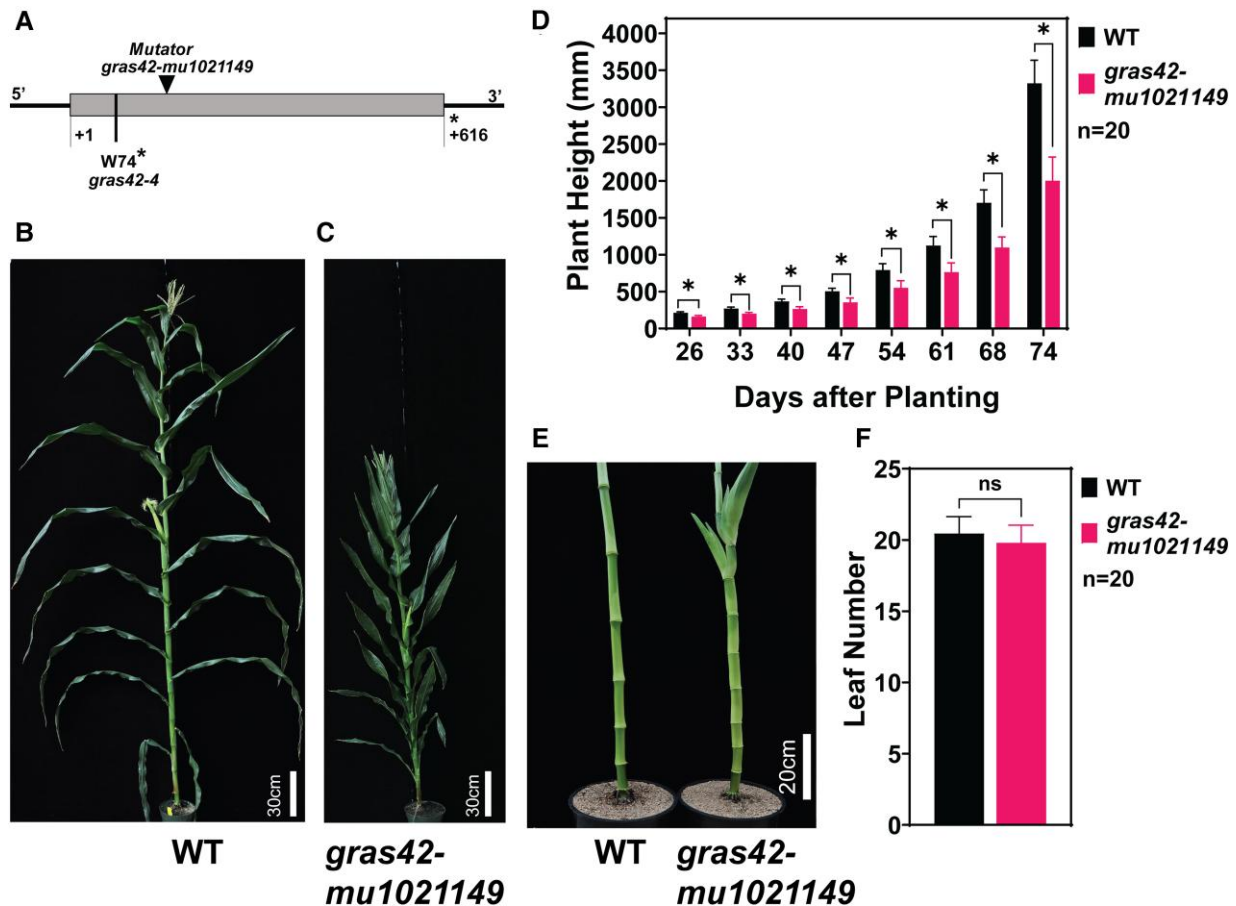 A
Mutator
gras42-mu1021149
5’
3’
+1
*
+616
W74*
gras42-4
B
C
30cm
30cm
WT
gras42-
mu1021149
D
Plant Height (mm)
4000
3500
3000
2500
2000
1500
1000
500
0
* * * * * * * *
26 33 40 47 54 61 68 74
Days after Planting
WT
gras42-
mu1021149
n=20
E
20cm
WT
gras42-
mu1021149
F
Leaf Number
25
20
15
10
5
0
ns
WT
gras42-
mu1021149
n=20